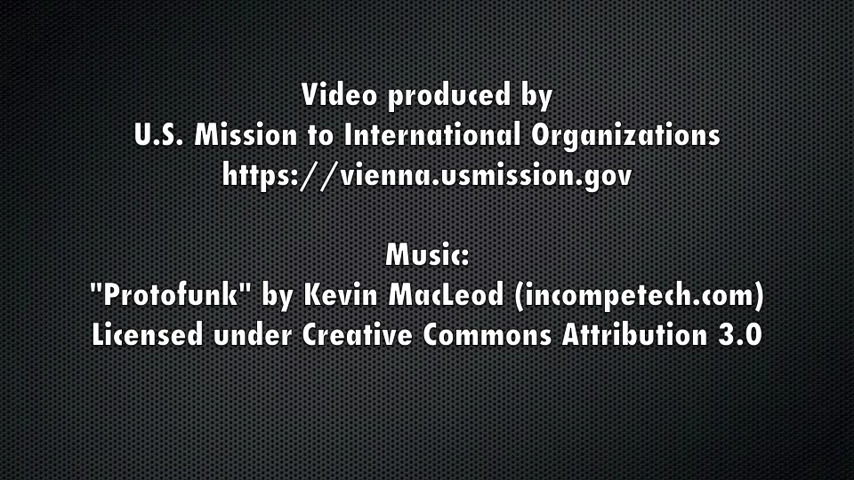 Video produced by
U.S. Mission to International Organizations
https://vienna.usmission.gov
Music:
"Protofunk" by Kevin MacLeod (incompetech.com)
Licensed under Creative Commons Attribution 3.0